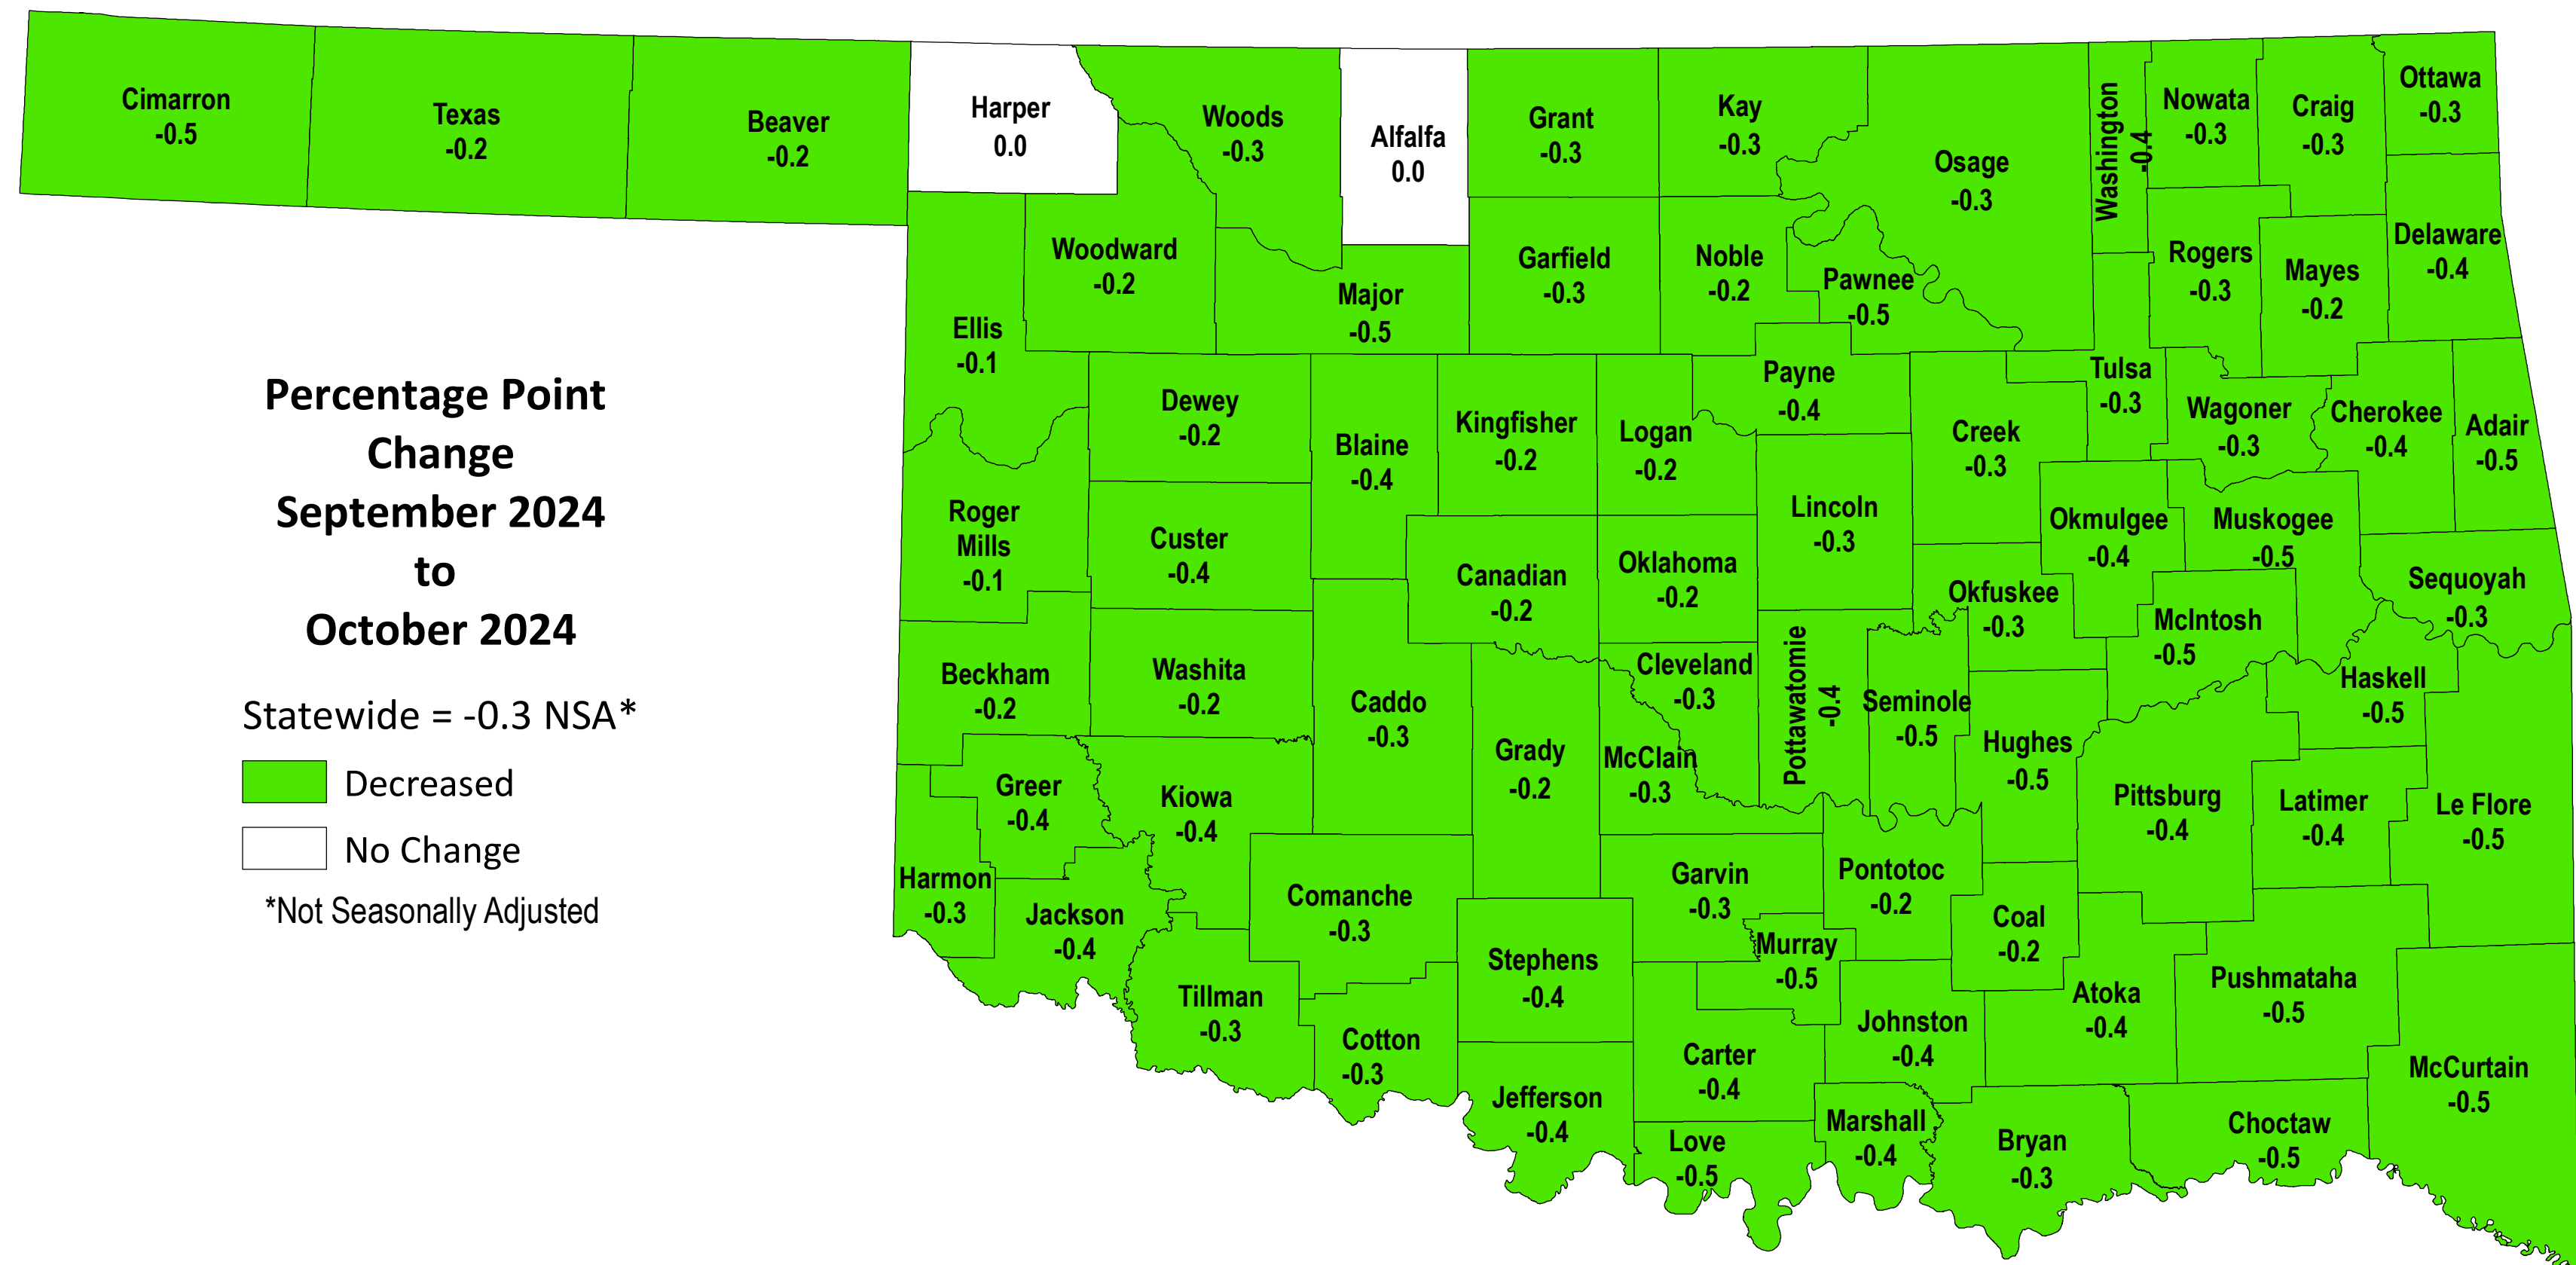 Cimarron
-0.5
Texas
-0.2
Beaver
-0.2
Harper
0.0
Woods
-0.3
Alfalfa
0.0
Grant
-0.3
Kay
-0.3
Osage
-0.3
Washington
-0.4
Nowata
-0.3
Craig
-0.3
Ottawa
-0.3
Ellis
-0.1
Woodward
-0.2
Major
-0.5
Garfield
-0.3
Noble
-0.2
Pawnee
-0.5
Rogers
-0.3
Mayes
-0.2
Delaware
-0.4
Percentage Point
Change
September 2024
to
October 2024
Statewide = -0.3 NSA*
Decreased
No Change
*Not Seasonally Adjusted
Dewey
-0.2
Blaine
-0.4
Kingfisher
-0.2
Logan
-0.2
Payne
-0.4
Creek
-0.3
Tulsa
-0.3
Wagoner
-0.3
Cherokee
-0.4
Adair
-0.5
Roger
Mills
-0.1
Custer
-0.4
Canadian
-0.2
Oklahoma
-0.2
Lincoln
-0.3
Okfuskee
-0.3
Okmulgee
-0.4
Muskogee
-0.5
McIntosh
-0.5
Sequoyah
-0.3
Beckham
-0.2
Washita
-0.2
Caddo
-0.3
Grady
-0.2
Cleveland
-0.3
McClain
-0.3
Pottawatomie
-0.4
Seminole
-0.5
Hughes
-0.5
Pittsburg
-0.4
Haskell
-0.5
Latimer
-0.4
Le Flore
-0.5
Greer
-0.4
Kiowa
-0.4
Harmon
-0.3
Jackson
-0.4
Comanche
-0.3
Garvin
-0.3
Pontotoc
-0.2
Coal
-0.2
Murray
-0.5
Stephens
-0.4
Tillman
-0.3
Cotton
-0.3
Jefferson
-0.4
Carter
-0.4
Johnston
-0.4
Atoka
-0.4
Pushmataha
-0.5
McCurtain
-0.5
Love
-0.5
Marshall
-0.4
Bryan
-0.3
Choctaw
-0.5